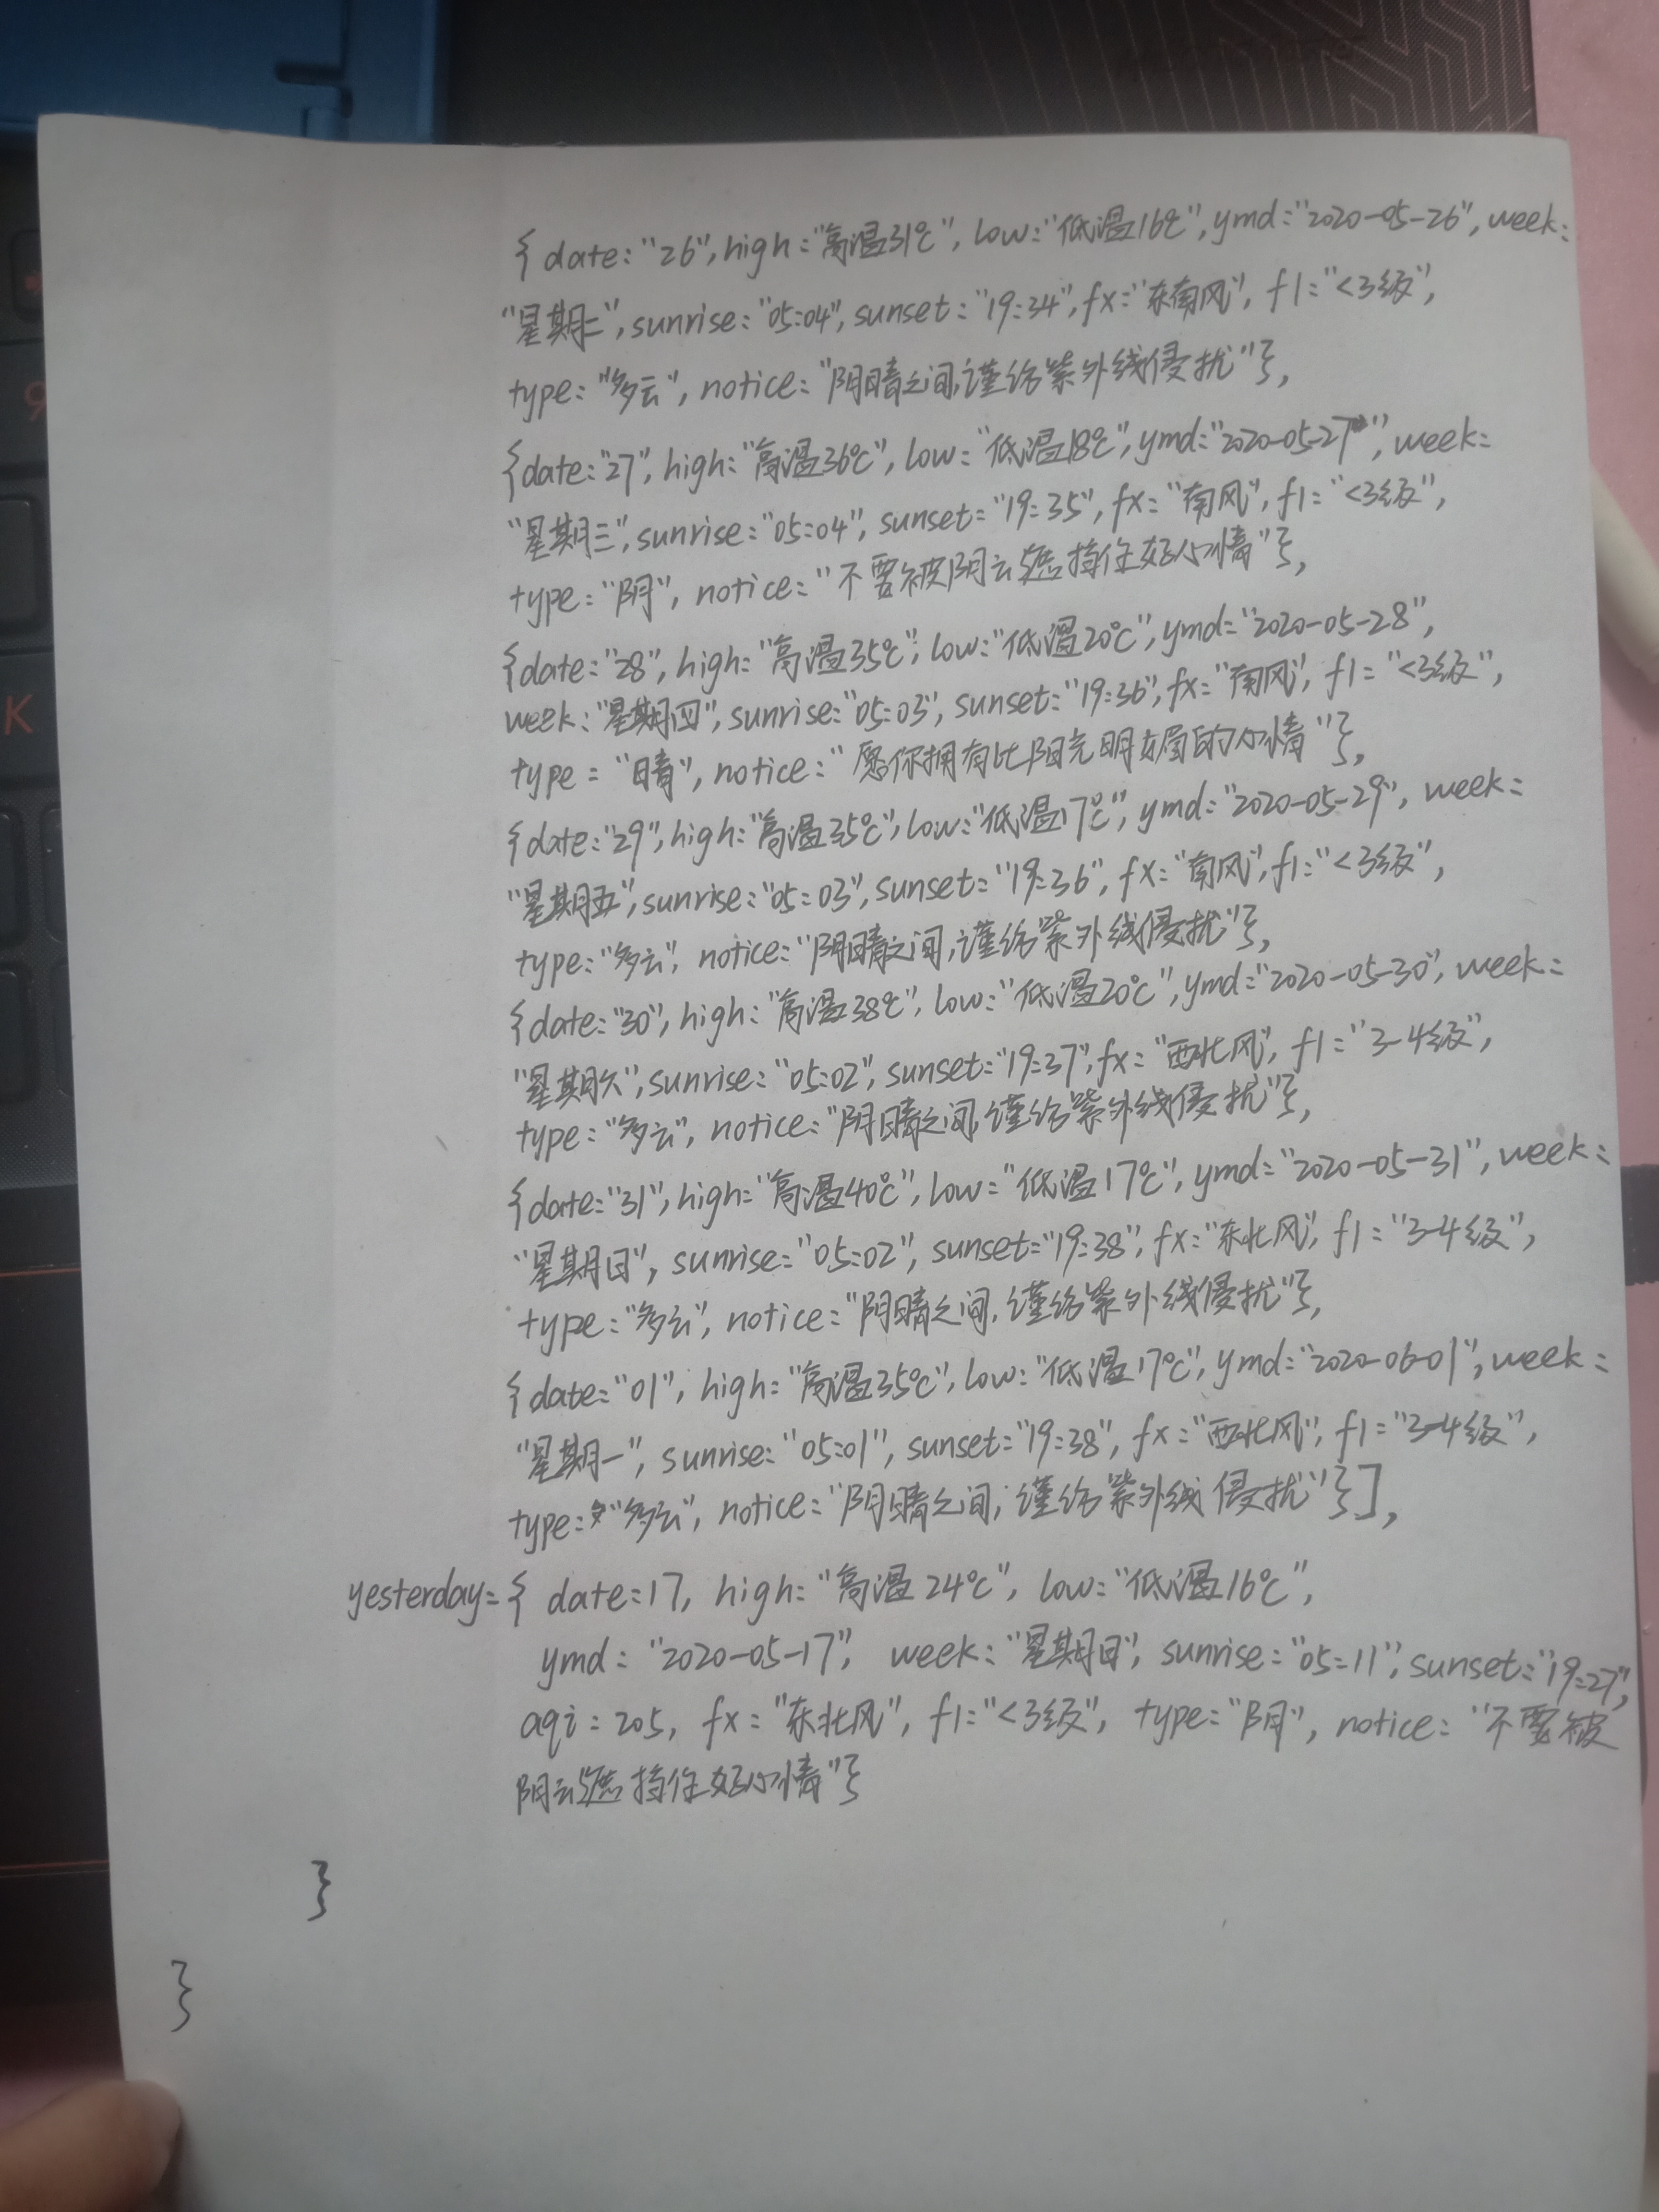 {date:"26",high:"高温31℃",low:"低温16℃",ymd:"2020-05-26",week:
"星期二",sunrise:"05:04",sunset:"19:34",fx:"东南风",fl:"<3级",
type:"多云",notice:"阴晴之间,谨防紫外线侵扰"},
{date:"27",high:"高温36℃",low:"低温18℃",ymd:"2020-05-27",week:
"星期三",sunrise:"05:04",sunset:"19:35",fx:"南风",fl:"<3级",
type:"阴",notice:"不要被阴云遮挡住好心情"},
{date:"28",high:"高温35℃",low:"低温20℃",ymd:"2020-05-28",
week:"星期四",sunrise:"05:03",sunset:"19:36",fx:"南风",fl:"<3级",
type:"晴",notice:"愿你拥有比阳光明媚的心情"},
{date:"29",high:"高温35℃",low:"低温17℃",ymd:"2020-05-29",week:
"星期五",sunrise:"05:03",sunset:"19:36",fx:"南风",fl:"<3级",
type:"多云",notice:"阴晴之间,谨防紫外线侵扰"},
{date:"30",high:"高温38℃",low:"低温20℃",ymd:"2020-05-30",week:
"星期六",sunrise:"05:02",sunset:"19:37",fx:"西北风",fl:"3-4级",
type:"多云",notice:"阴晴之间,谨防紫外线侵扰"},
{date:"31",high:"高温40℃",low:"低温17℃",ymd:"2020-05-31",week:
"星期日",sunrise:"05:02",sunset:"19:38",fx:"东北风",fl:"3-4级",
type:"多云",notice:"阴晴之间,谨防紫外线侵扰"},
{date:"01",high:"高温35℃",low:"低温17℃",ymd:"2020-06-01",week:
"星期一",sunrise:"05:01",sunset:"19:38",fx:"西北风",fl:"3-4级",
type:"多云",notice:"阴晴之间,谨防紫外线侵扰"}],
yesterday:{date:17,high:"高温24℃",low:"低温16℃",
ymd:"2020-05-17",week:"星期日",sunrise:"05:11",sunset:"19:27",
aqi:205,fx:"东北风",fl:"<3级",type:"阴",notice:"不要被
阴云遮挡住好心情"}
}
}
K